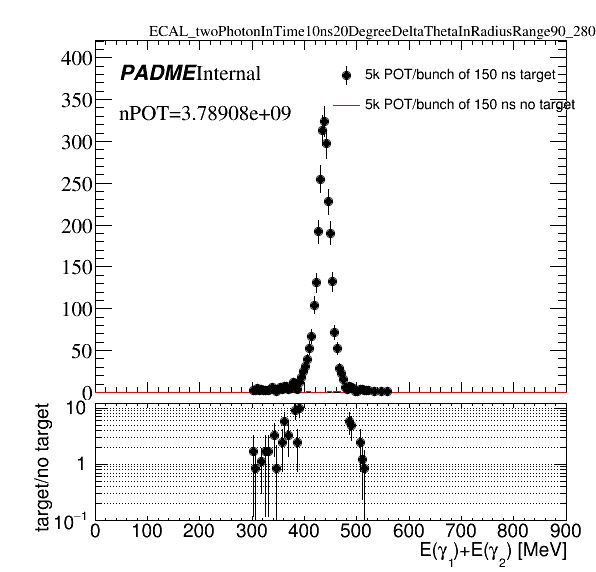 ECAL_twoPhotonInTime10ns20DegreeDeltaThetaInRadiusRange90_280
PADME Internal
5k POT/bunch of 150 ns target
nPOT=3.78908e+09
5k POT/bunch of 150 ns no target
400
350
300
250
200
150
100
50
0
target/no target
10
1
10⁻¹
0 100 200 300 400 500 600 700 800 900
E(γ₁)+E(γ₂) [MeV]